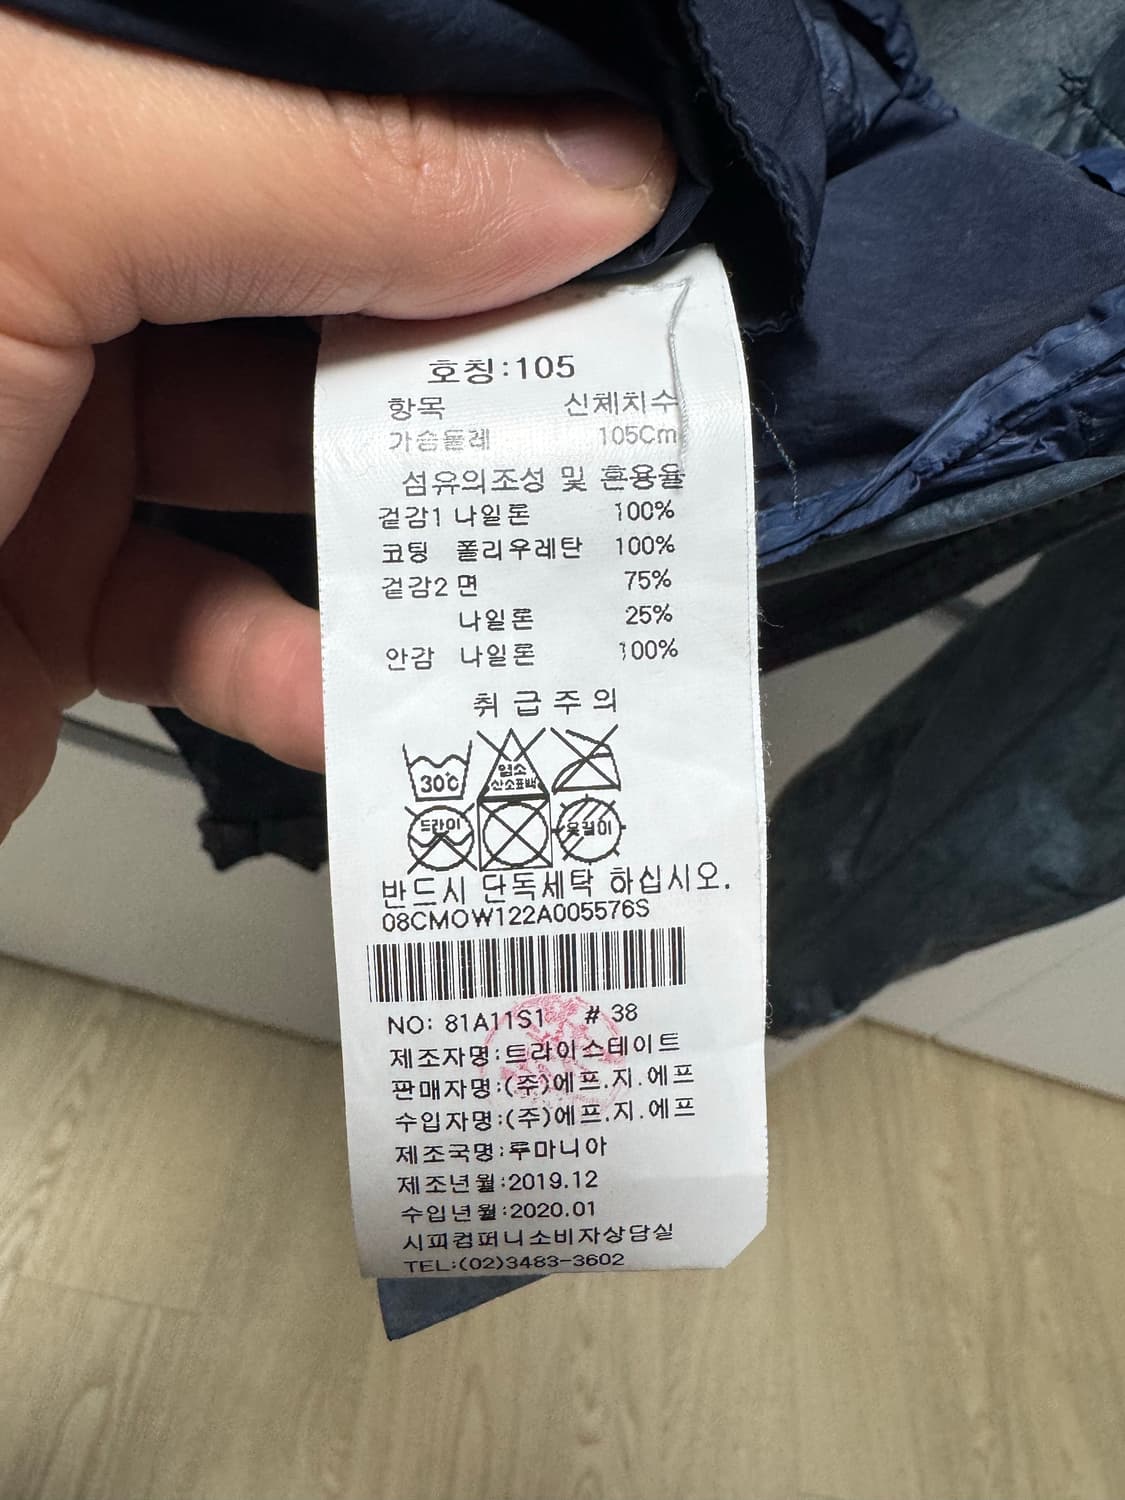 호칭:105
항목 신체치수
가슴둘레 105Cm
섬유의조성 및 혼용율
겉감1 나일론 100%
코팅 폴리우레탄 100%
겉감2 면 75%
나일론 25%
안감 나일론 100%
취급주의
30℃ 염소 산소표백
드라이 옷걸이
반드시 단독세탁 하십시오.
08CMOW122A005576S
NO: 81A11S1 # 38
제조자명:트라이스테이트
판매자명:(주)에프.지.에프
수입자명:(주)에프.지.에프
제조국명:루마니아
제조년월:2019.12
수입년월:2020.01
시피컴퍼니소비자상담실
TEL:(02)3483-3602